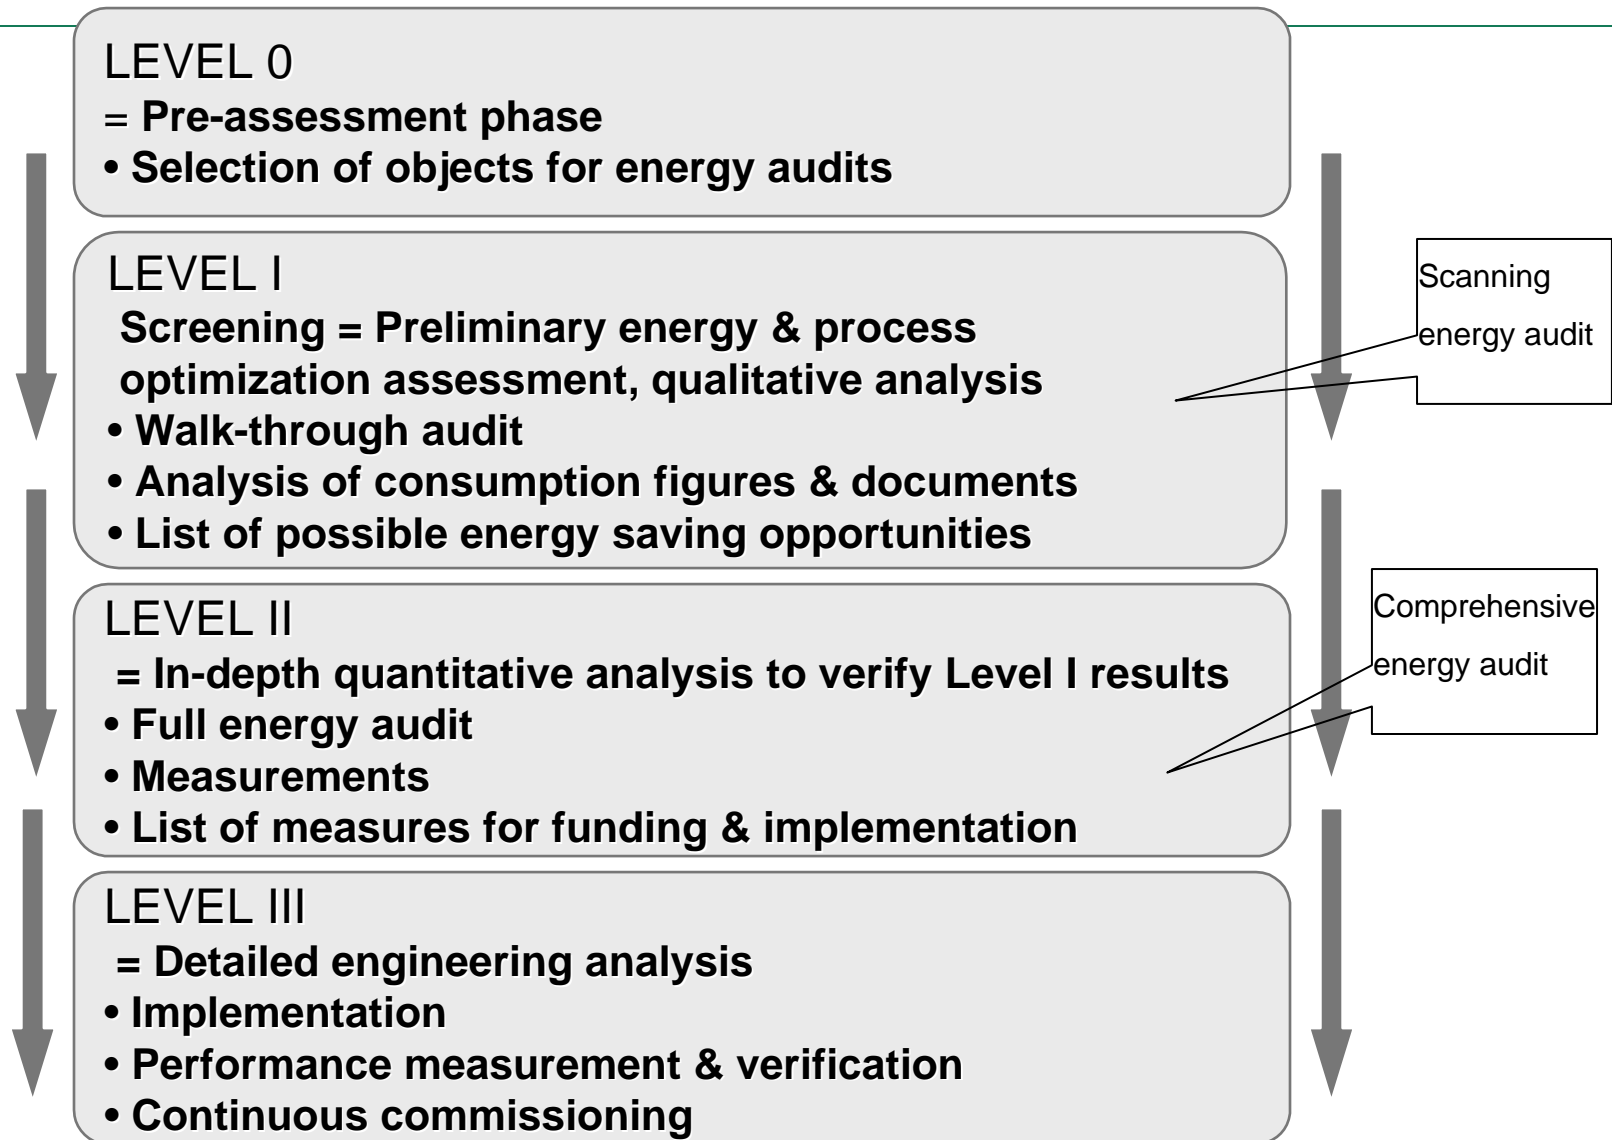 LEVEL 0
= Pre-assessment phase
• Selection of objects for energy audits
LEVEL I
Screening = Preliminary energy & process
optimization assessment, qualitative analysis
• Walk-through audit
• Analysis of consumption figures & documents
• List of possible energy saving opportunities
Scanning
energy audit
LEVEL II
= In-depth quantitative analysis to verify Level I results
• Full energy audit
• Measurements
• List of measures for funding & implementation
Comprehensive
energy audit
LEVEL III
= Detailed engineering analysis
• Implementation
• Performance measurement & verification
• Continuous commissioning